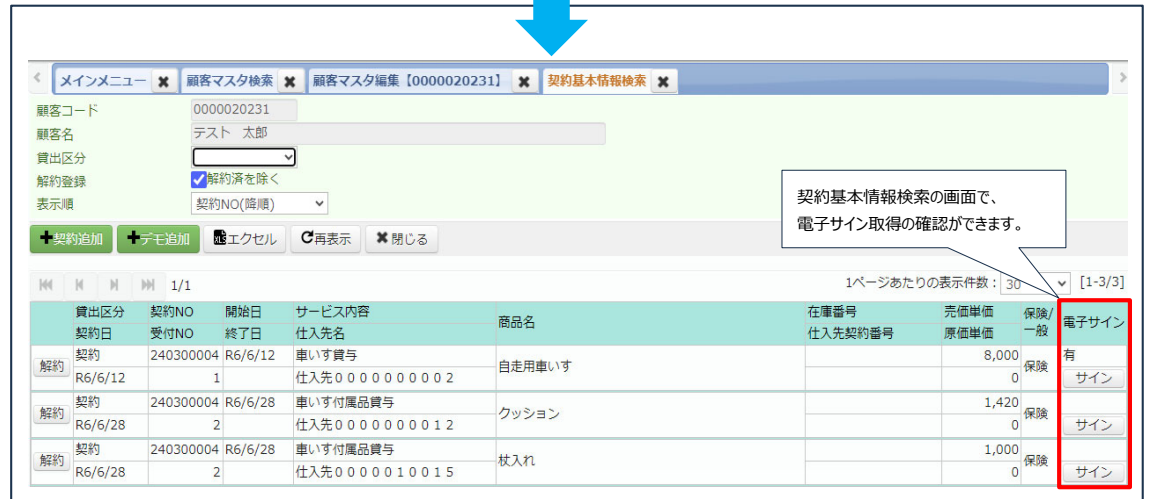 メインメニュー ✖ 顧客マスタ検索 ✖ 顧客マスタ編集【0000020231】 ✖ 契約基本情報検索 ✖
顧客コード 0000020231
顧客名 テスト 太郎
貸出区分
解約登録 解約済を除く
表示順 契約NO(降順)
契約基本情報検索の画面で、
電子サイン取得の確認ができます。
契約追加 デモ追加 エクセル 再表示 閉じる
1/1 1ページあたりの表示件数: 30 [1-3/3]
貸出区分 契約NO 開始日 サービス内容 商品名 在庫番号 売価単価 保険/一般 電子サイン
契約日 受付NO 終了日 仕入先名 仕入先契約番号 原価単価
解約 契約 240300004 R6/6/12 車いす貸与 自走用車いす 8,000 保険 有
R6/6/12 1 仕入先0000000002 0 サイン
解約 契約 240300004 R6/6/28 車いす付属品貸与 クッション 1,420 保険
R6/6/28 2 仕入先0000000012 0 サイン
解約 契約 240300004 R6/6/28 車いす付属品貸与 杖入れ 1,000 保険
R6/6/28 2 仕入先0000010015 0 サイン